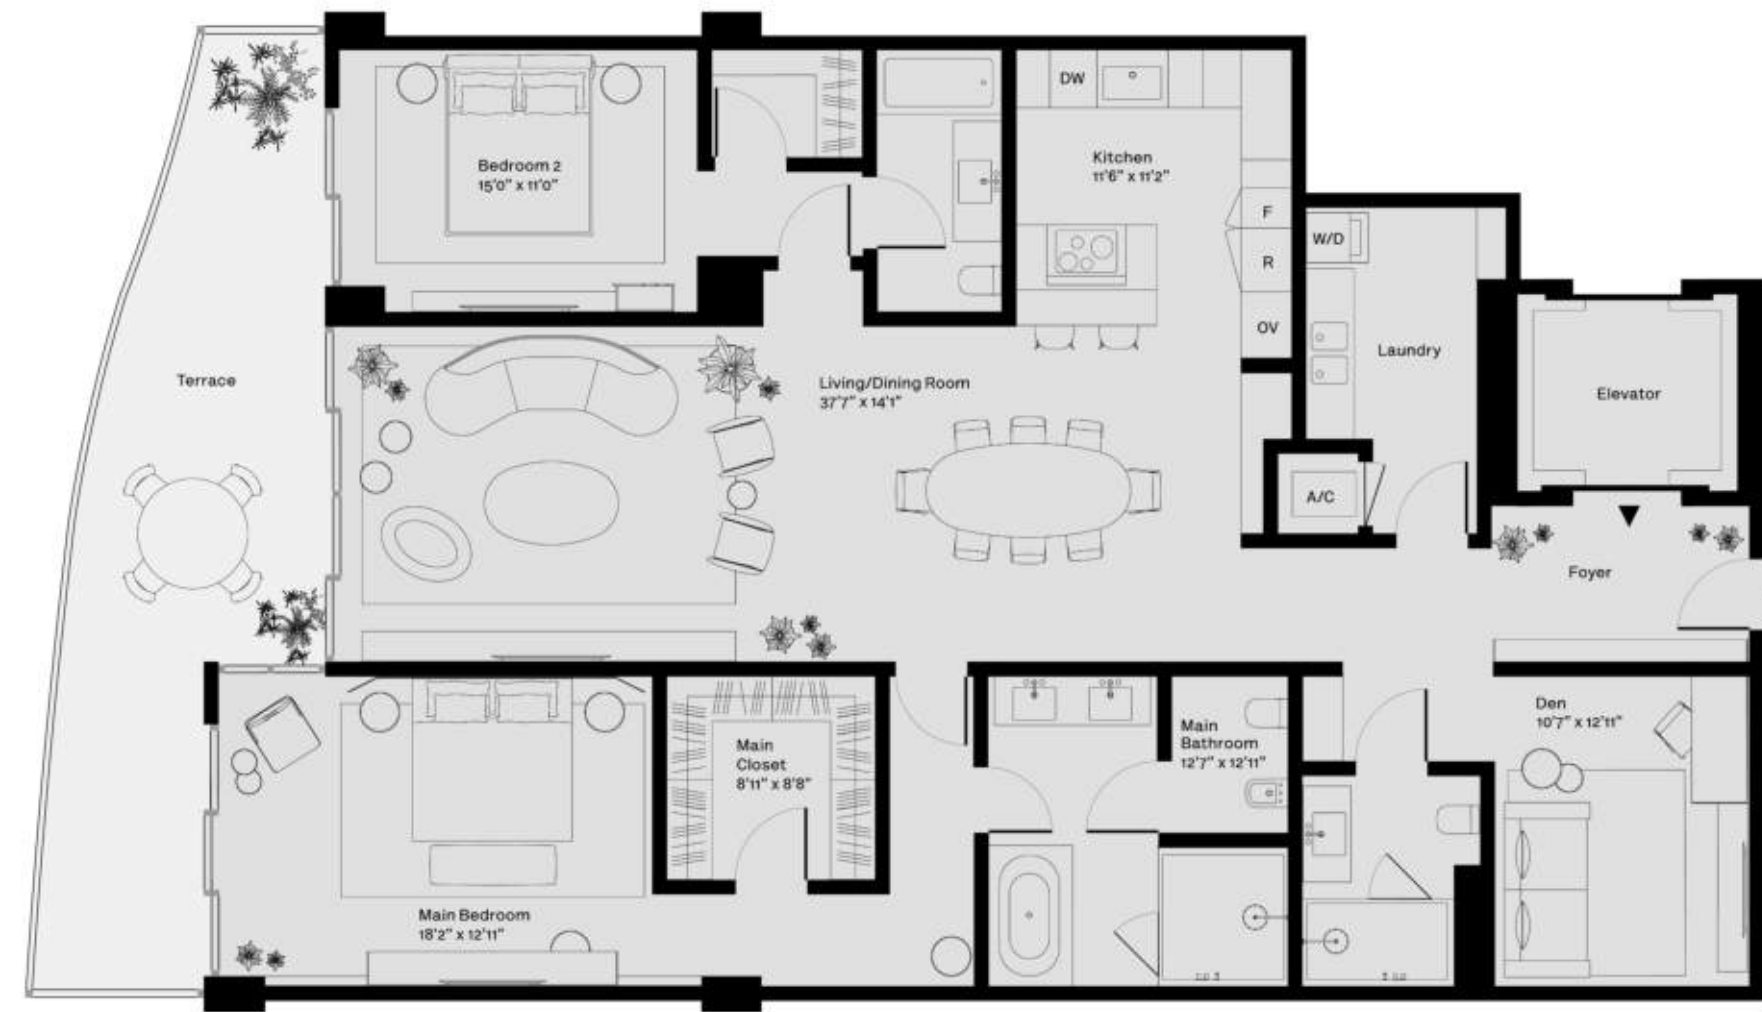 DW
Kitchen
11'6" x 11'2"
Bedroom 2
15'0" x 11'0"
F
W/D
R
OV
Laundry
Terrace
Living/Dining Room
37'7" x 14'1"
Elevator
A/C
Foyer
Den
10'7" x 12'11"
Main
Bathroom
12'7" x 12'11"
Main
Closet
8'11" x 8'8"
Main Bedroom
18'2" x 12'11"